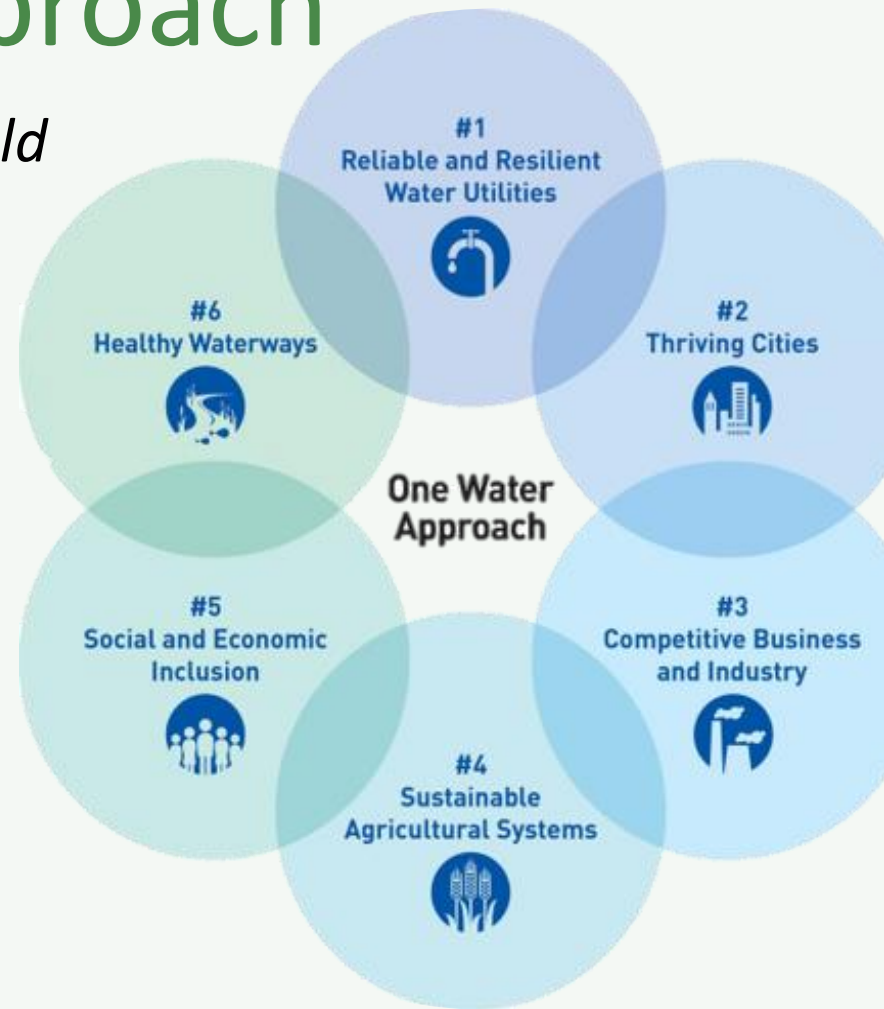 proach
ld
#1
Reliable and Resilient
Water Utilities
#2
Thriving Cities
#3
Competitive Business
and Industry
#4
Sustainable
Agricultural Systems
#5
Social and Economic
Inclusion
#6
Healthy Waterways
One Water
Approach